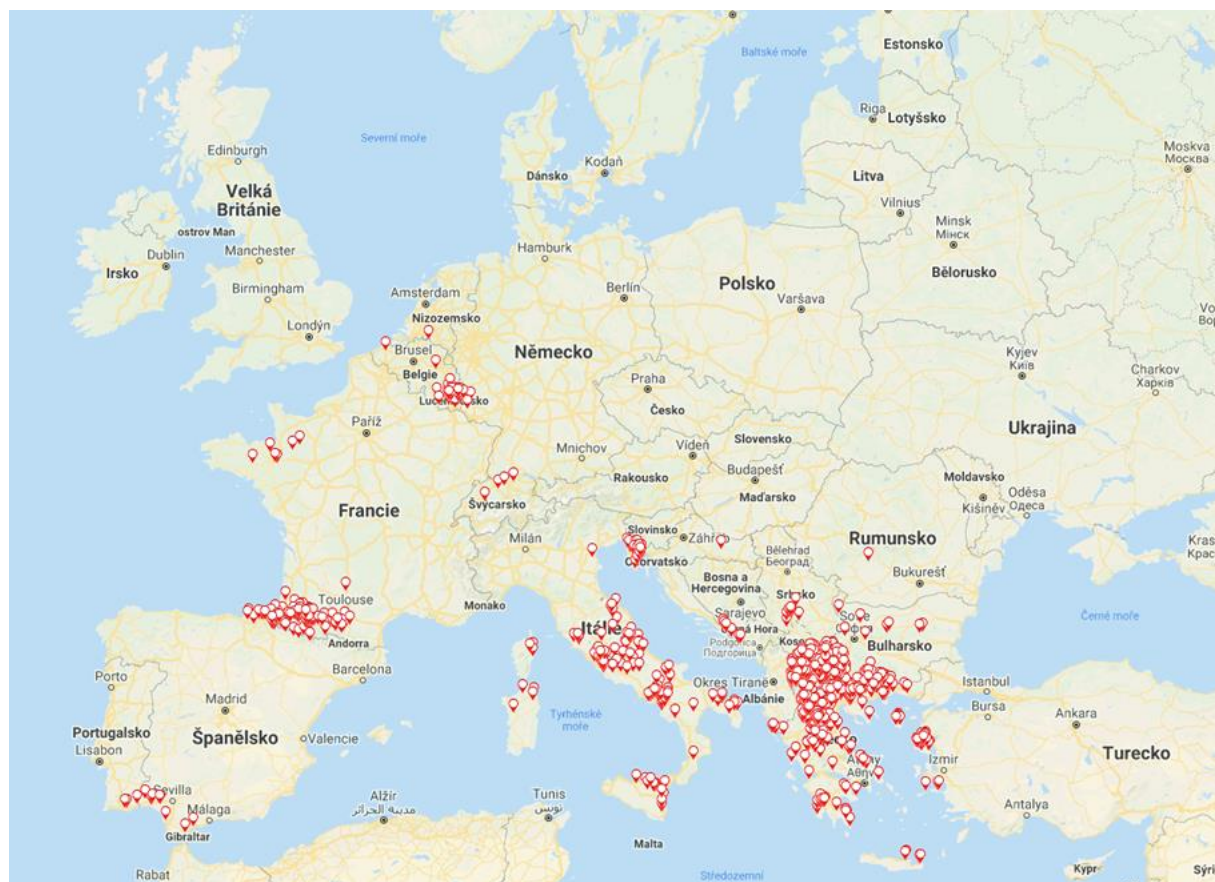 Estonsko
Baltské moře
Riga
Lotyšsko
Severní moře
Moskva
Москва
Edinburgh
Kodaň
Dánsko
Litva
Velká
Británie
Vilnius
Minsk
Мінск
ostrov Man
Dublin
Manchester
Hamburk
Irsko
Bělorusko
Birmingham
Amsterdam
Berlín
Polsko
Varšava
Nizozemsko
Londýn
Brusel
Německo
Kyjev
Київ
Belgie
Charkov
Харків
Praha
Česko
Paříž
Ukrajina
Mnichov
Vídeň
Slovensko
Budapešť
Rakousko
Maďarsko
Moldavsko
Kišiněv
Oděsa
Одеса
Francie
Švýcarsko
Milán
Slovinsko
Rumunsko
Bělehrad
Београд
Bosna a
Hercegovina
Bukurešť
Toulouse
Monako
Sarajevo
Černé moře
Andorra
Podgorica
Подгорица
Bulharsko
Barcelona
Porto
Okres Tirana
Albánie
Istanbul
Bursa
Madrid
Ankara
Tyrhénské
moře
Portugalsko
Lisabon
Španělsko
Valencie
Turecko
Izmir
Sevilla
Málaga
Alžír
مدينة الجزائر
Tunis
تونس
Antalya
Gibraltar
Malta
Rabat
Středozemní
Kypr